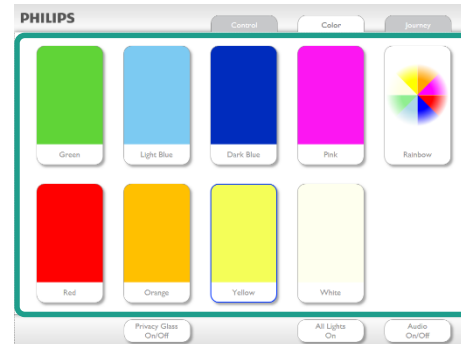 PHILIPS
Control
Color
Journey
Green
Light Blue
Dark Blue
Pink
Rainbow
Red
Orange
Yellow
White
Privacy Glass
On/Off
All Lights
On
Audio
On/Off